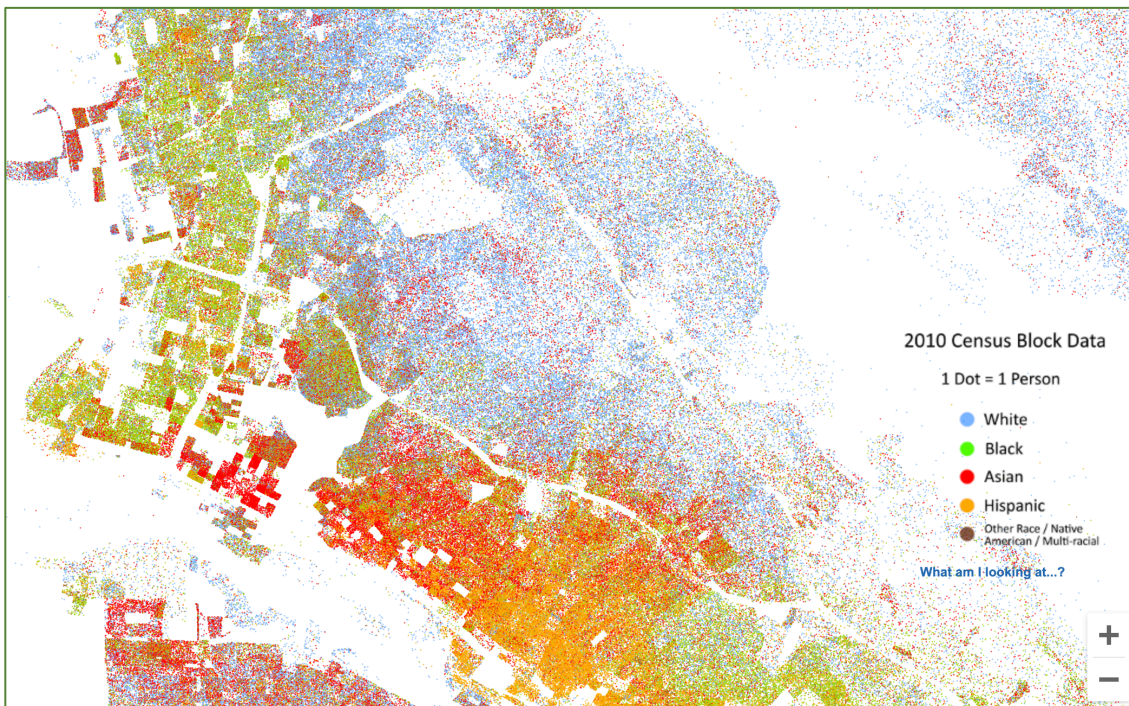 2010 Census Block Data
1 Dot = 1 Person
White
Black
Asian
Hispanic
Other Race / Native
American / Multi-racial
What am I looking at...?
+
−